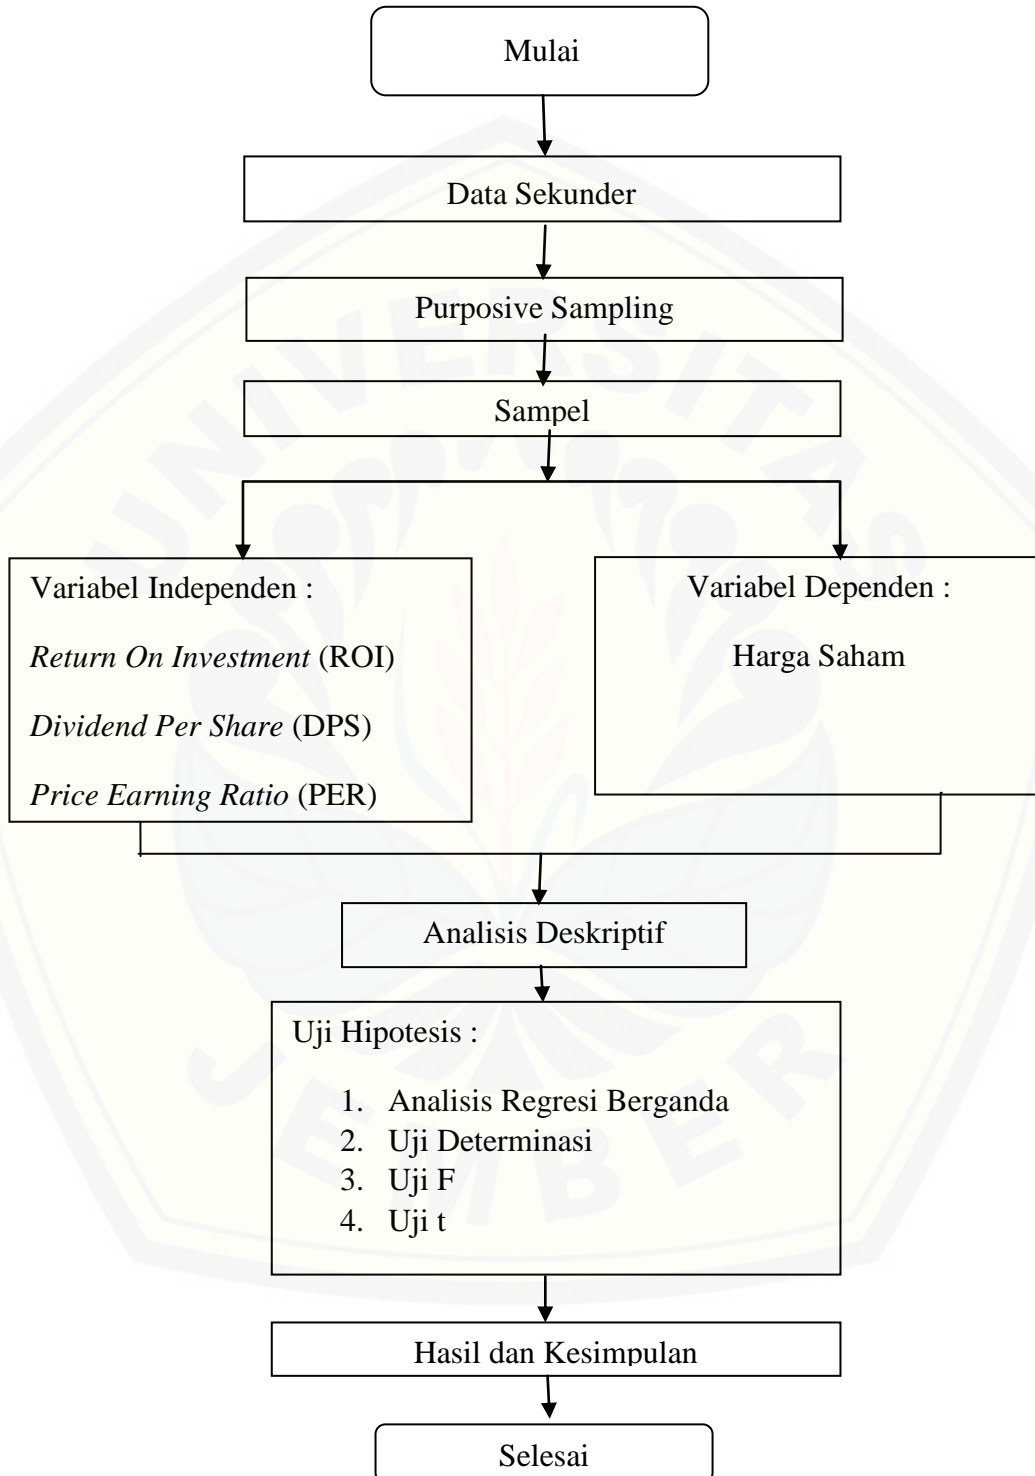 Mulai
Data Sekunder
Purposive Sampling
Sampel
Variabel Independen :
Return On Investment (ROI)
Dividend Per Share (DPS)
Price Earning Ratio (PER)
Variabel Dependen :
Harga Saham
Analisis Deskriptif
Uji Hipotesis :
1. Analisis Regresi Berganda
2. Uji Determinasi
3. Uji F
4. Uji t
Hasil dan Kesimpulan
Selesai
UNIVERSITAS
JEMBER